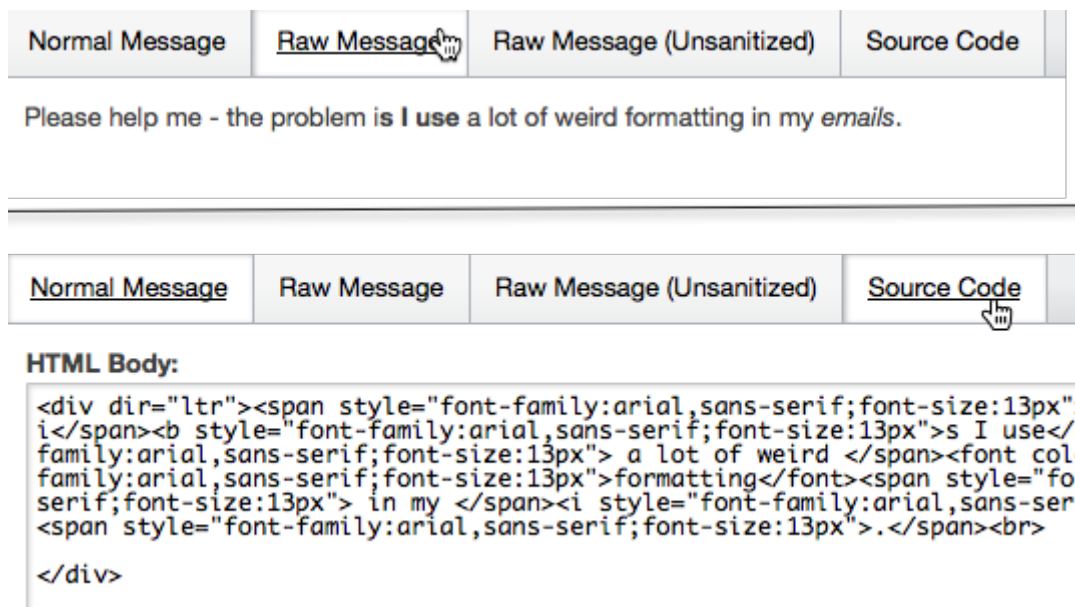 Normal Message Raw Message Raw Message (Unsanitized) Source Code
Please help me - the problem is I use a lot of weird formatting in my emails.
Normal Message Raw Message Raw Message (Unsanitized) Source Code
HTML Body:
<div dir="ltr"><span style="font-family:arial,sans-serif;font-size:13px"
i</span><b style="font-family:arial,sans-serif;font-size:13px">s I use</
family:arial,sans-serif;font-size:13px"> a lot of weird </span><font col
family:arial,sans-serif;font-size:13px">formatting</font><span style="fo
serif;font-size:13px"> in my </span><i style="font-family:arial,sans-ser
<span style="font-family:arial,sans-serif;font-size:13px">.</span><br>
</div>